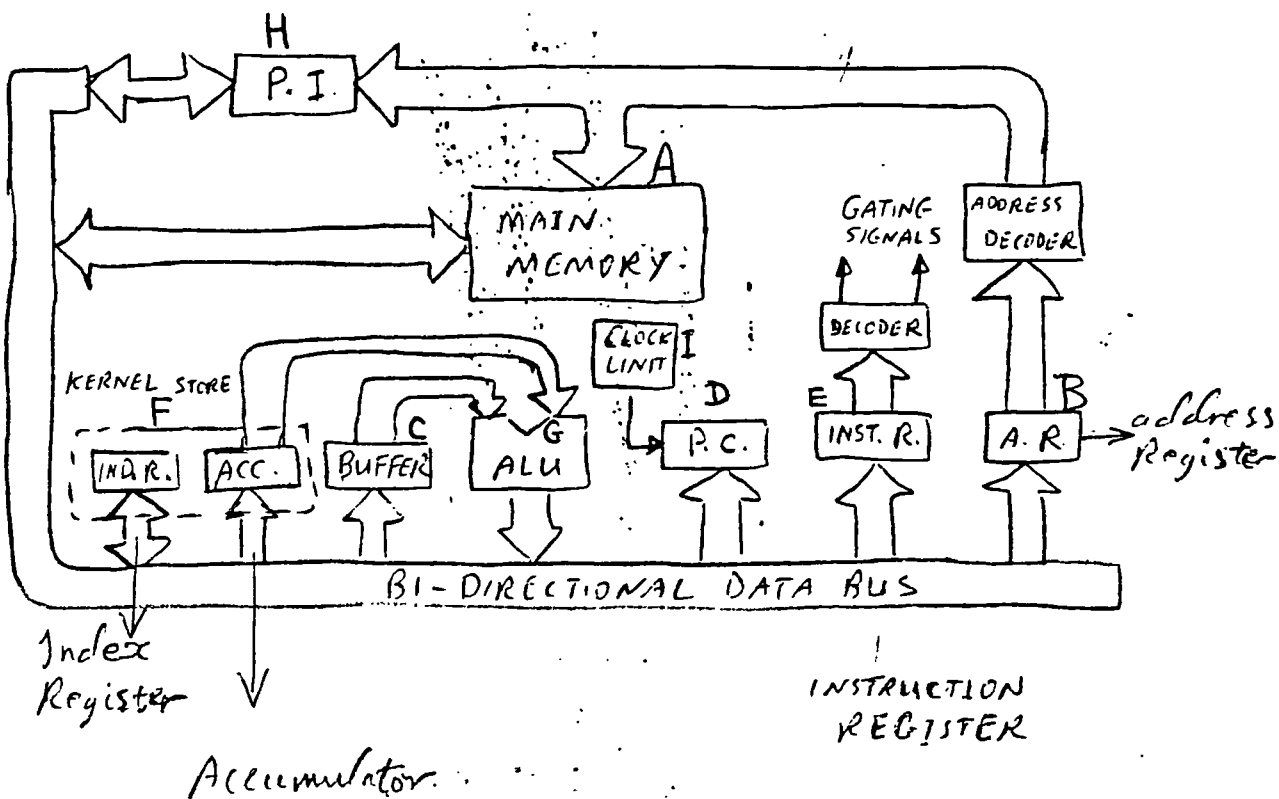 H
P. I.
A
MAIN
MEMORY
GATING
SIGNALS
ADDRESS
DECODER
DECODER
CLOCK
UNIT
I
KERNEL STORE
F
IND.R.
ACC.
C
BUFFER
G
ALU
D
P. C.
E
INST. R.
B
A. R.
address
Register
BI-DIRECTIONAL DATA BUS
Index
Register
Accumulator.
INSTRUCTION
REGISTER